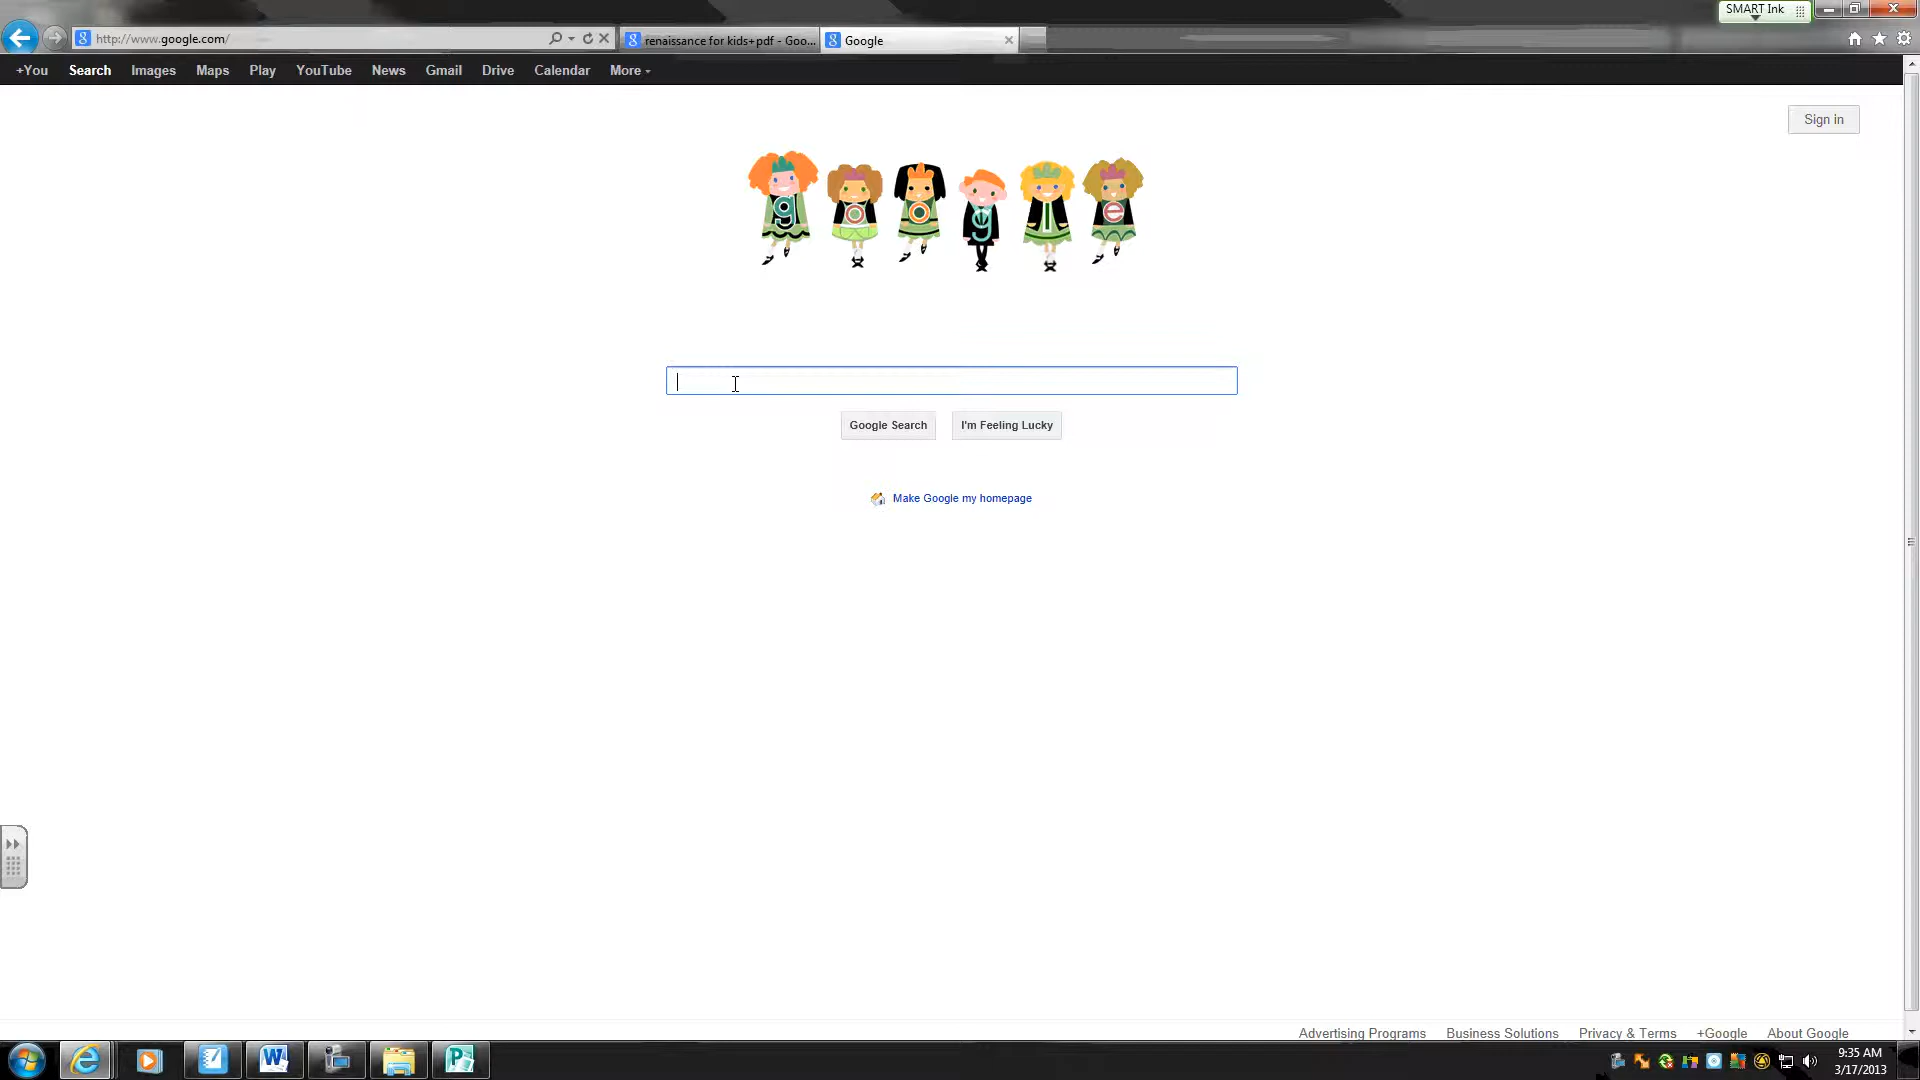 SMART Ink
http://www.google.com/
renaissance for kids+pdf - Goo...
Google
+You Search Images Maps Play YouTube News Gmail Drive Calendar More
Sign in
google
Google Search I'm Feeling Lucky
Make Google my homepage
Advertising Programs Business Solutions Privacy & Terms +Google About Google
9:35 AM
3/17/2013